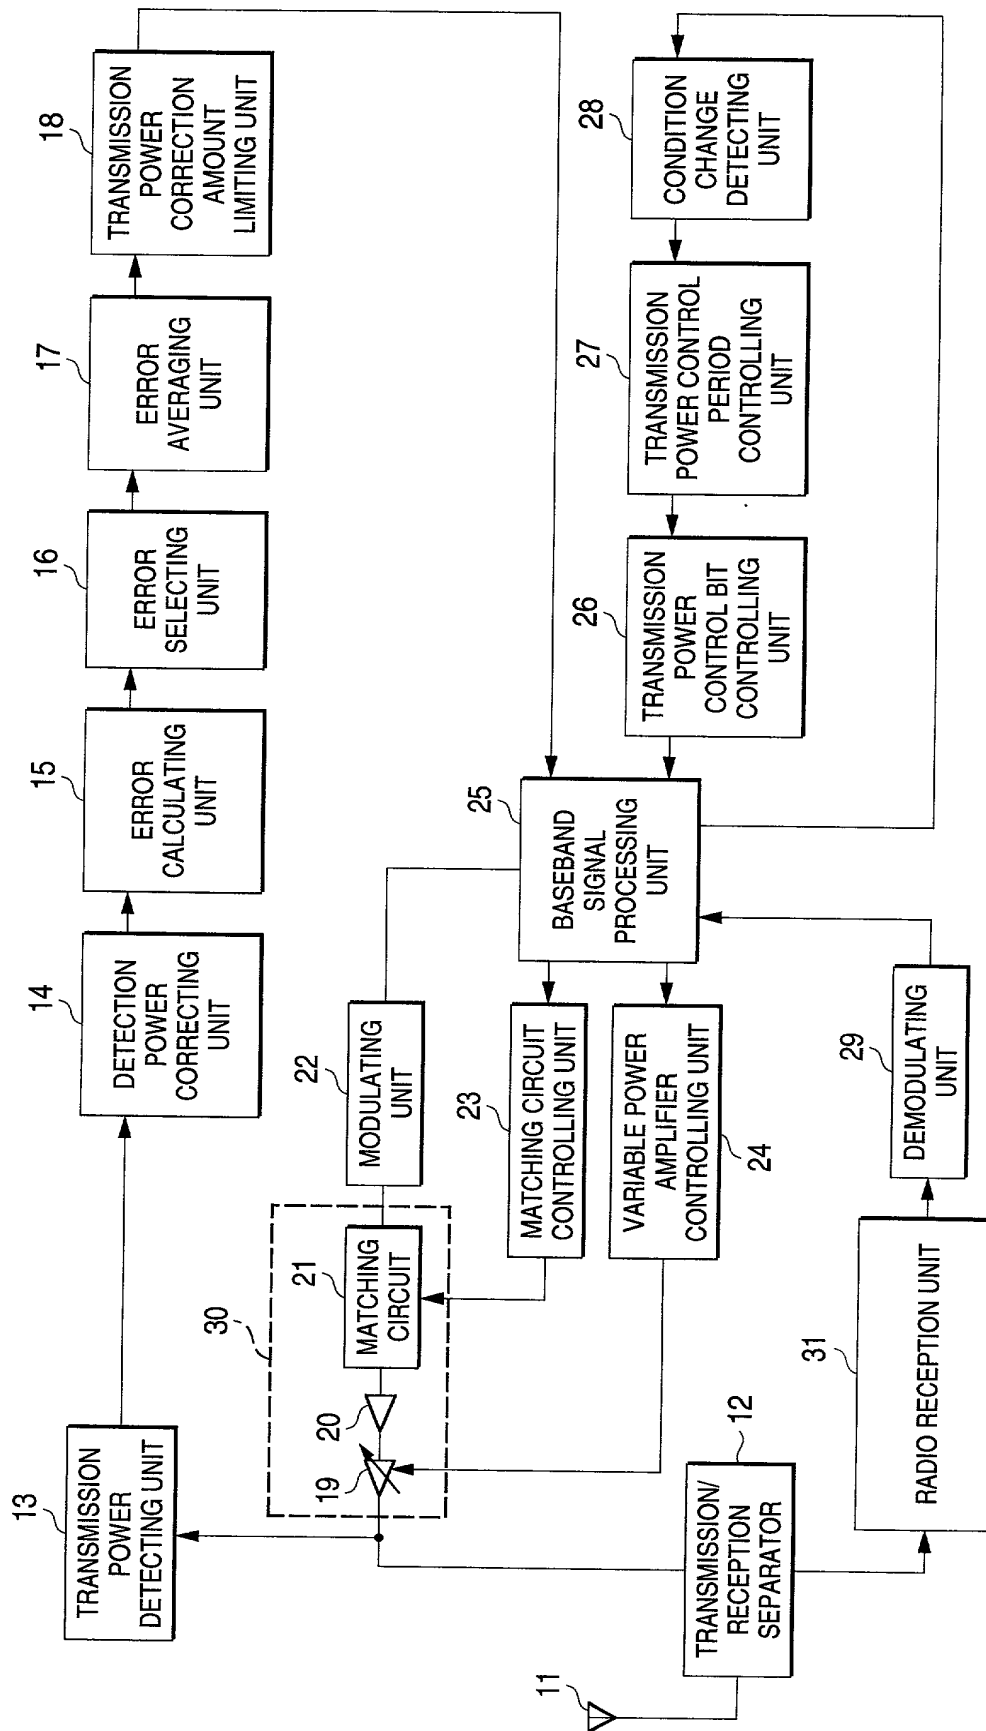 13
TRANSMISSION
POWER
DETECTING UNIT
14
DETECTION
POWER
CORRECTING
UNIT
15
ERROR
CALCULATING
UNIT
16
ERROR
SELECTING
UNIT
17
ERROR
AVERAGING
UNIT
18
TRANSMISSION
POWER
CORRECTION
AMOUNT
LIMITING UNIT
30
19
20
21
MATCHING
CIRCUIT
22
MODULATING
UNIT
23
MATCHING CIRCUIT
CONTROLLING UNIT
VARIABLE POWER
AMPLIFIER
CONTROLLING UNIT
24
25
BASEBAND
SIGNAL
PROCESSING
UNIT
26
TRANSMISSION
POWER
CONTROL BIT
CONTROLLING
UNIT
27
TRANSMISSION
POWER CONTROL
PERIOD
CONTROLLING
UNIT
28
CONDITION
CHANGE
DETECTING
UNIT
11
12
TRANSMISSION/
RECEPTION
SEPARATOR
31
RADIO RECEPTION UNIT
29
DEMODULATING
UNIT